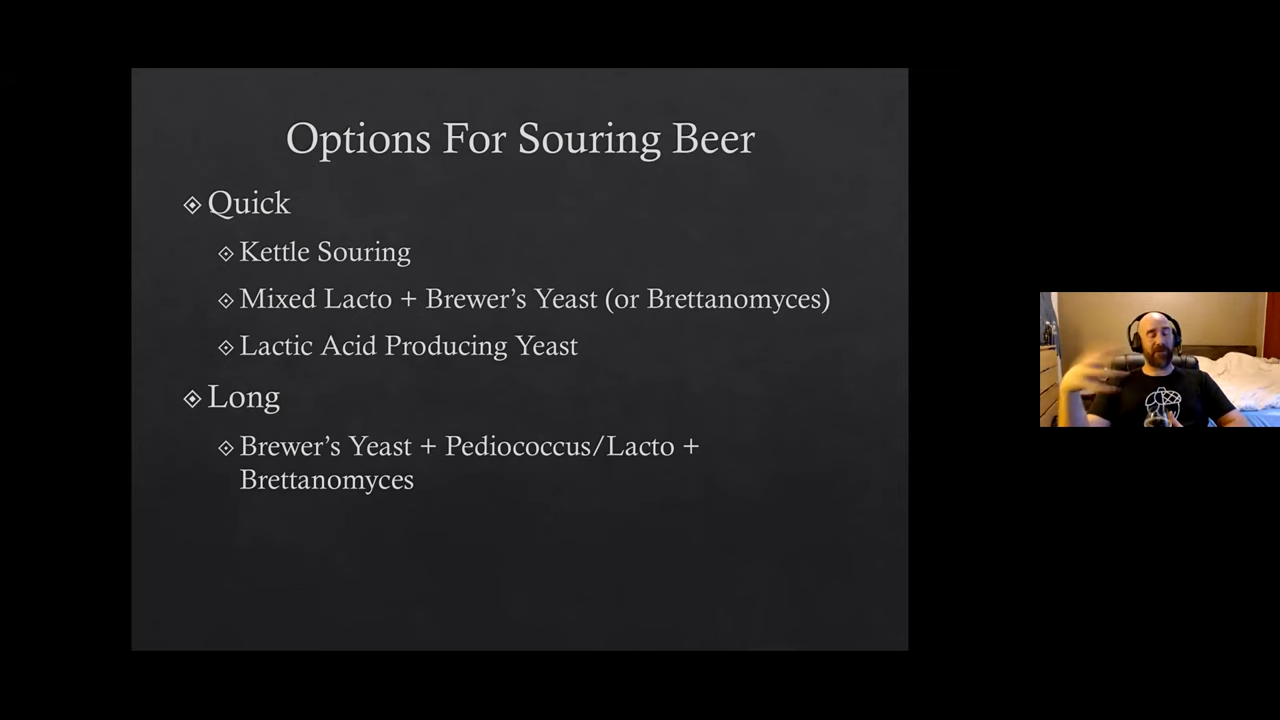 Options For Souring Beer
Quick
Kettle Souring
Mixed Lacto + Brewer’s Yeast (or Brettanomyces)
Lactic Acid Producing Yeast
Long
Brewer’s Yeast + Pediococcus/Lacto +
Brettanomyces